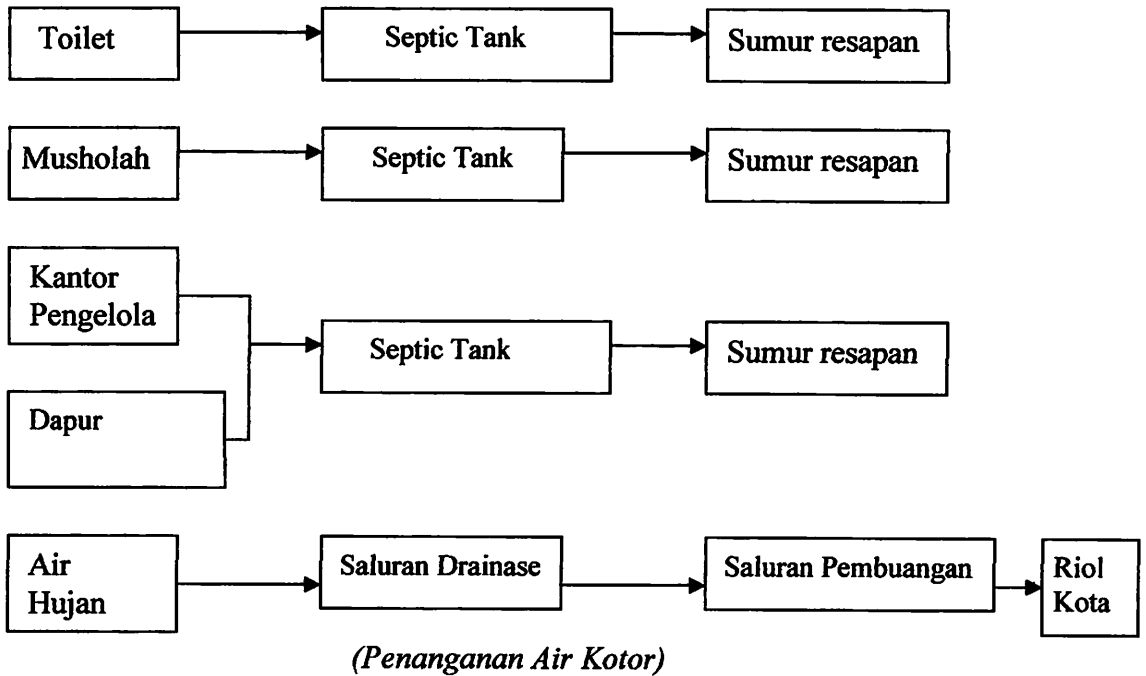 Toilet
Septic Tank
Sumur resapan
Musholah
Septic Tank
Sumur resapan
Kantor
Pengelola
Septic Tank
Sumur resapan
Dapur
Air
Hujan
Saluran Drainase
Saluran Pembuangan
Riol
Kota
(Penanganan Air Kotor)